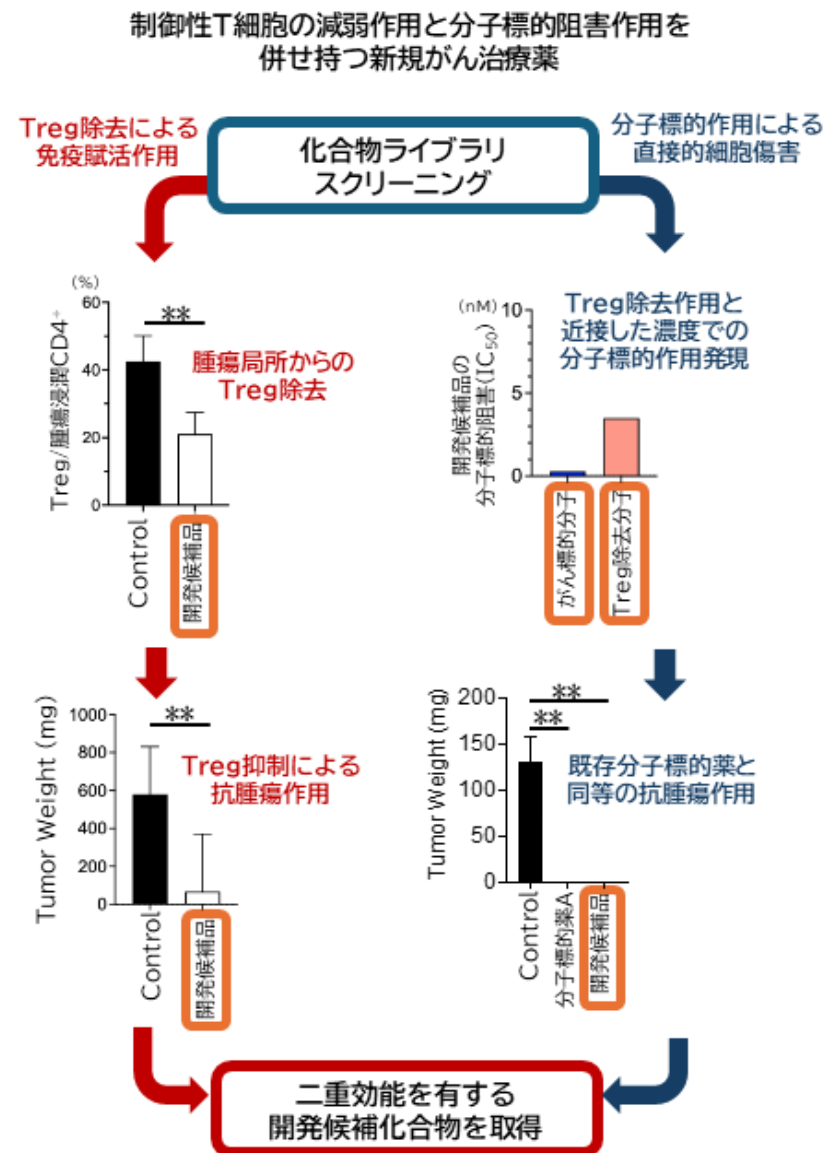 制御性T細胞の減弱作用と分子標的阻害作用を
併せ持つ新規がん治療薬
Treg除去による
免疫賦活作用
化合物ライブラリ
スクリーニング
分子標的作用による
直接的細胞傷害
(%)
60
40
20
0
Treg/腫瘍浸潤CD4+
**
腫瘍局所からの
Treg除去
Control
開発候補品
(nM)
10
5
0
開発候補品の
分子標的阻害(IC50)
Treg除去作用と
近接した濃度での
分子標的作用発現
がん標的分子
Treg除去分子
Tumor Weight (mg)
1000
800
600
400
200
0
**
Treg抑制による
抗腫瘍作用
Control
開発候補品
Tumor Weight (mg)
200
150
100
50
0
**
**
既存分子標的薬と
同等の抗腫瘍作用
Control
分子標的薬A
開発候補品
二重効能を有する
開発候補化合物を取得